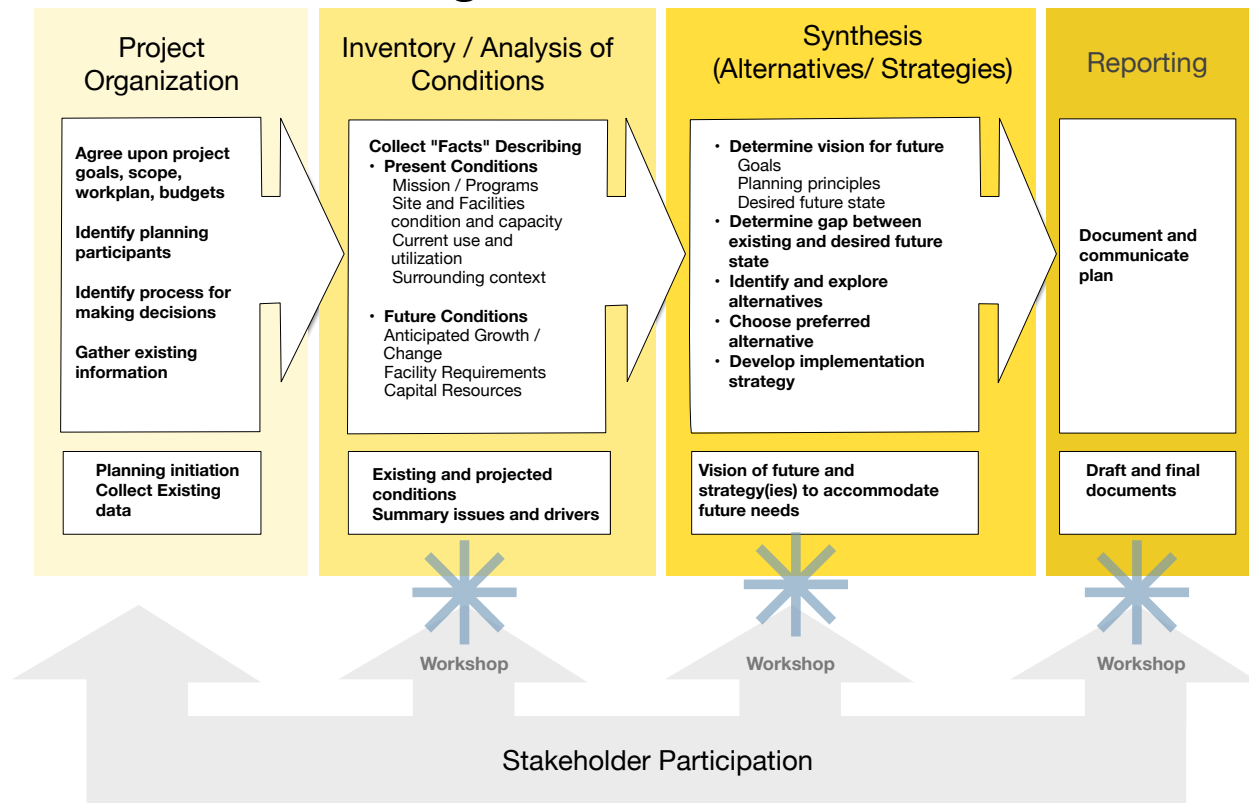 Project
Organization
Agree upon project
goals, scope,
workplan, budgets
Identify planning
participants
Identify process for
making decisions
Gather existing
information
Planning initiation
Collect Existing
data
Inventory / Analysis of
Conditions
Collect "Facts" Describing
• Present Conditions
Mission / Programs
Site and Facilities
condition and capacity
Current use and
utilization
Surrounding context
• Future Conditions
Anticipated Growth /
Change
Facility Requirements
Capital Resources
Existing and projected
conditions
Summary issues and drivers
Synthesis
(Alternatives/ Strategies)
• Determine vision for future
Goals
Planning principles
Desired future state
• Determine gap between
existing and desired future
state
• Identify and explore
alternatives
• Choose preferred
alternative
• Develop implementation
strategy
Vision of future and
strategy(ies) to accommodate
future needs
Reporting
Document and
communicate
plan
Draft and final
documents
Workshop
Workshop
Workshop
Stakeholder Participation